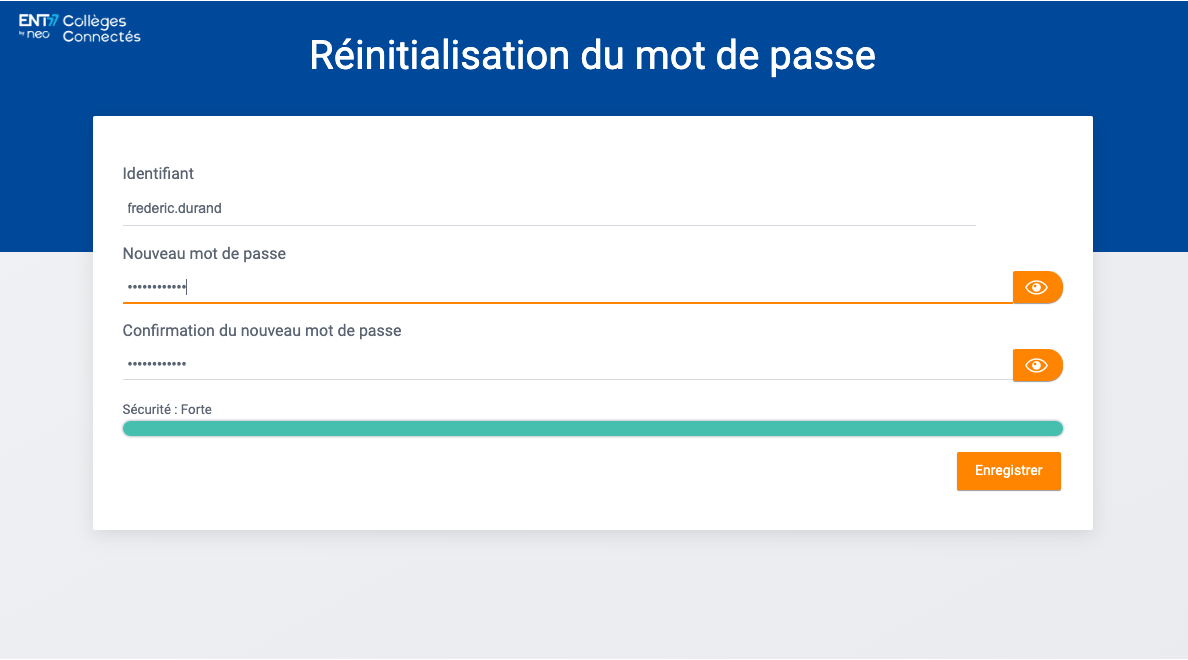 ENT77 Collèges
by neo Connectés
Réinitialisation du mot de passe
Identifiant
frederic.durand
Nouveau mot de passe
••••••••••••
Confirmation du nouveau mot de passe
••••••••••••
Sécurité : Forte
Enregistrer